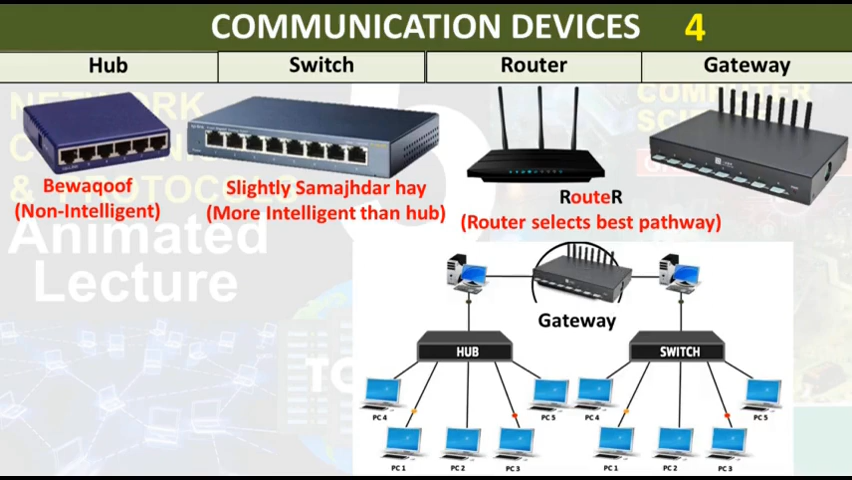 COMMUNICATION DEVICES 4
Hub
Switch
Router
Gateway
Bewaqoof
(Non-Intelligent)
Slightly Samajhdar hay
(More Intelligent than hub)
RouteR
(Router selects best pathway)
Animated
Lecture
Gateway
HUB
SWITCH
PC 4
PC 5
PC 1
PC 2
PC 3
PC 4
PC 5
PC 1
PC 2
PC 3